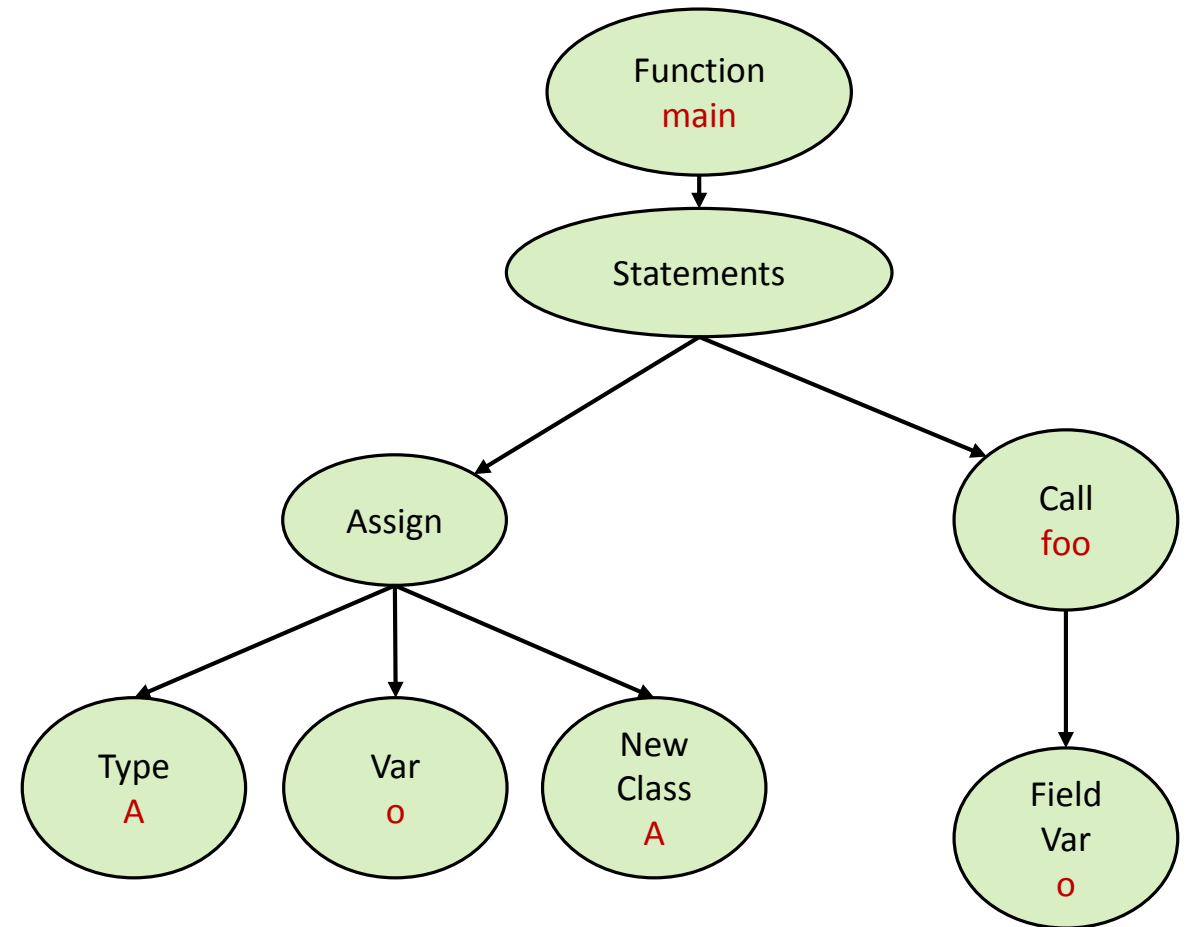 Function
main
Statements
Assign
Call
foo
Type
A
Var
o
New
Class
A
Field
Var
o